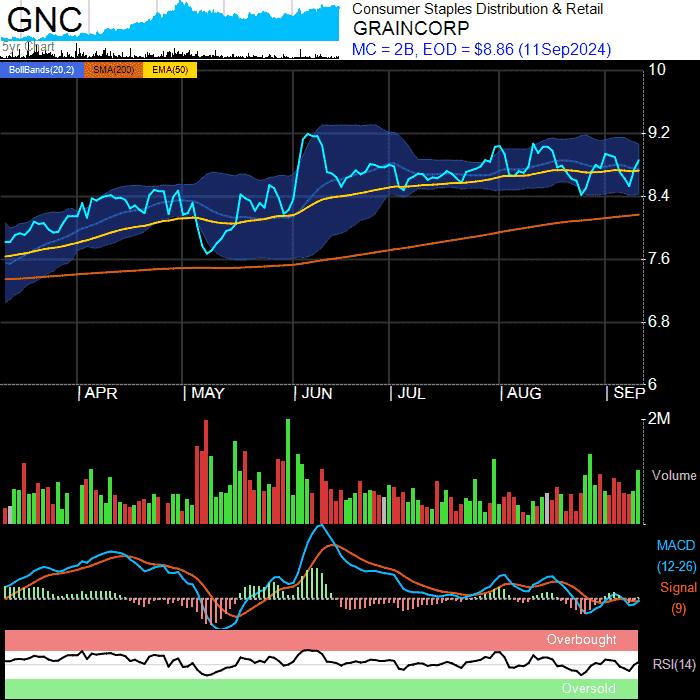 GNC
5yr Chart
Consumer Staples Distribution & Retail
GRAINCORP
MC = 2B, EOD = $8.86 (11Sep2024)
BollBands(20,2) SMA(200) EMA(50)
10
9.2
8.4
7.6
6.8
6
APR MAY JUN JUL AUG SEP
2M
Volume
MACD
(12-26)
Signal
(9)
Overbought
RSI(14)
Oversold